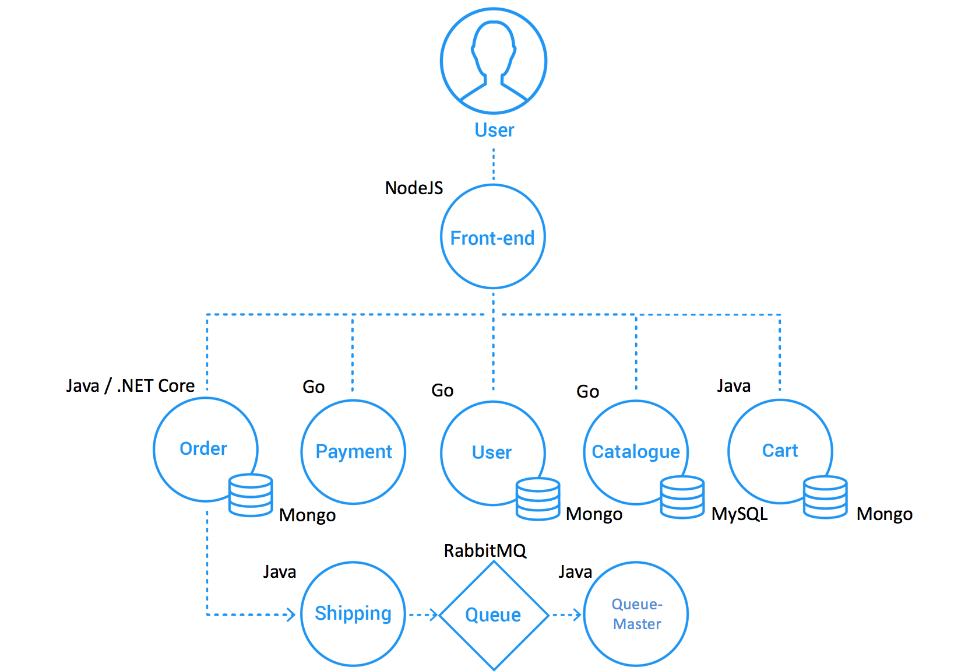 User
NodeJS
Front-end
Java / .NET Core
Go
Go
Go
Java
Order
Payment
User
Catalogue
Cart
Mongo
Mongo
MySQL
Mongo
RabbitMQ
Java
Java
Shipping
Queue
Queue-
Master